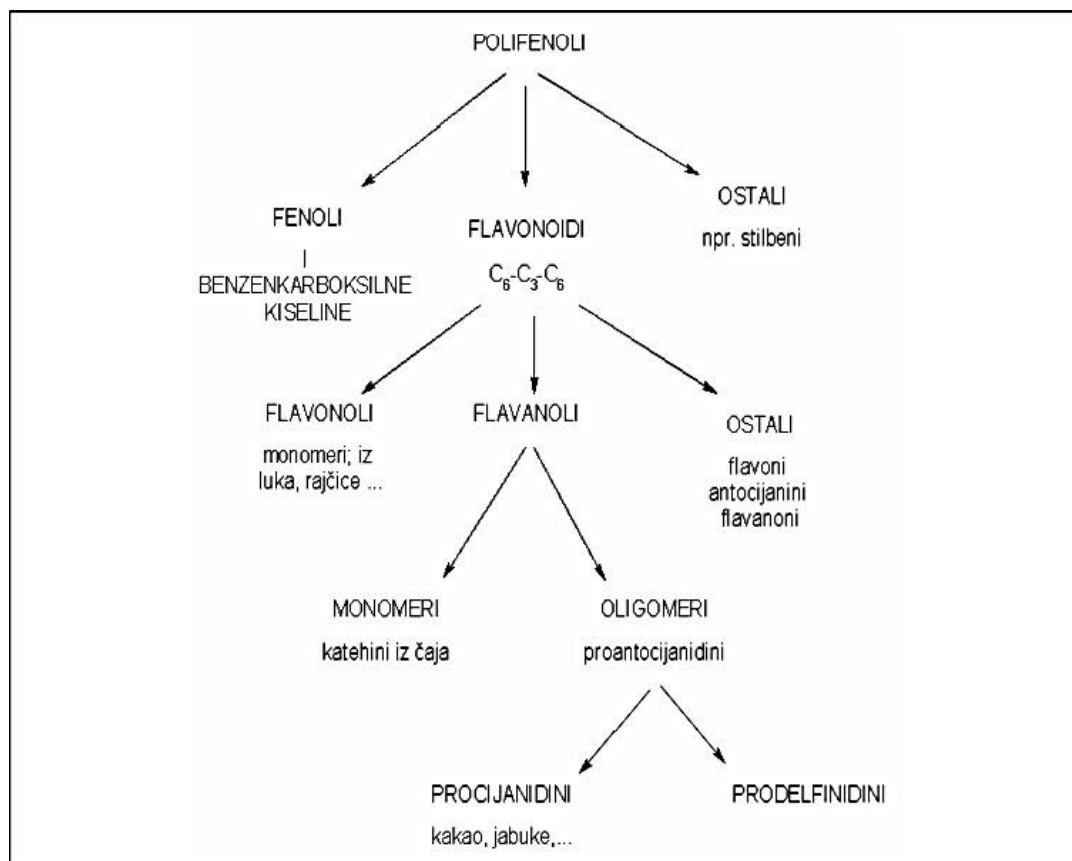 POLIFENOLI
FENOLI
BENZENKARBOKSILNE
KISELINE
FLAVONOIDI
C₆-C₃-C₆
OSTALI
npr. stilbeni
FLAVONOLI
monomeri; iz
luka, rajčice ...
FLAVANOLI
OSTALI
flavoni
antocijanini
flavanoni
MONOMERI
katehini iz čaja
OLIGOMERI
proantocijanidini
PROCIJANIDINI
kakao, jabuke,...
PRODELFINIDINI